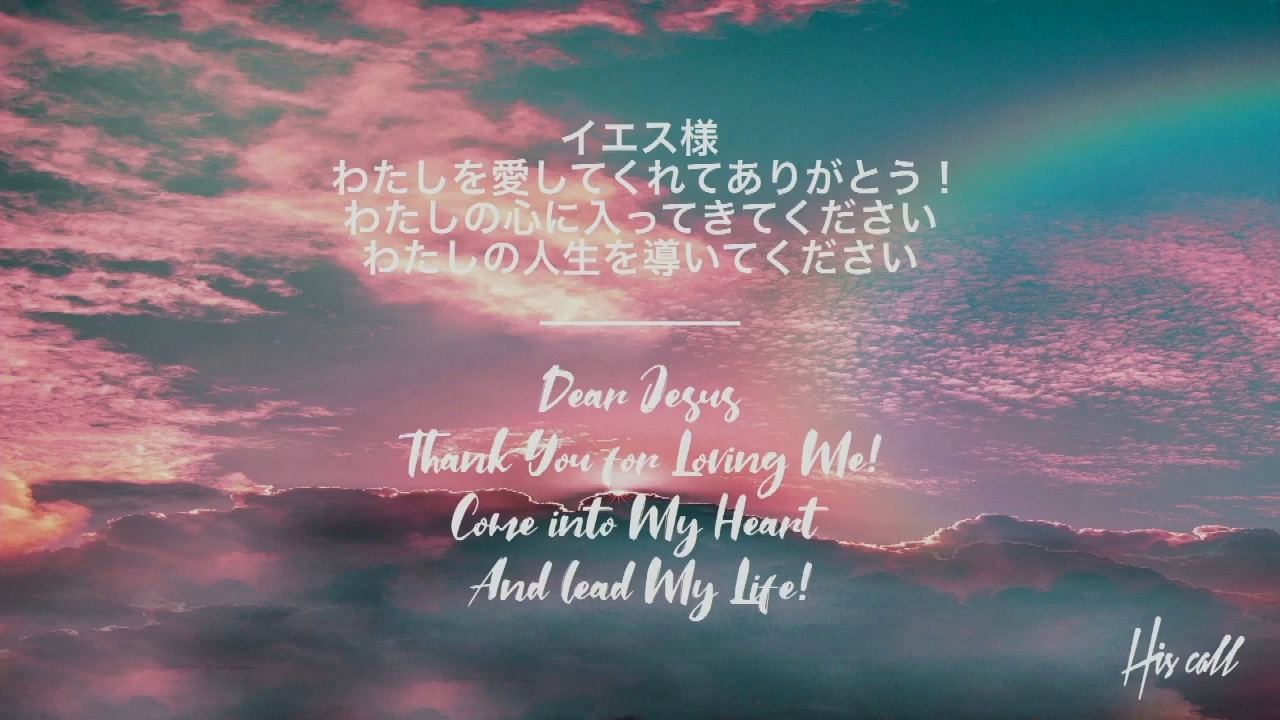 イエス様
わたしを愛してくれてありがとう！
わたしの心に入ってきてください
わたしの人生を導いてください
Dear Jesus
Thank You for Loving Me!
Come into My Heart
And lead My Life!
His call